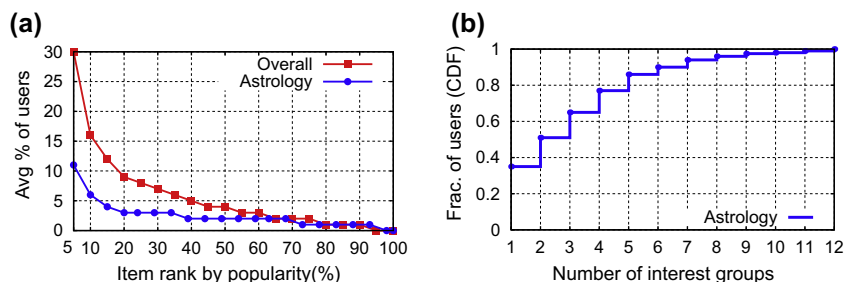 (a)
Avg % of users
30
25
20
15
10
5
0
Overall
Astrology
5 10 20 30 40 50 60 70 80 90 100
Item rank by popularity(%)
(b)
Frac. of users (CDF)
1
0.8
0.6
0.4
0.2
0
Astrology
1 2 3 4 5 6 7 8 9 10 11 12
Number of interest groups